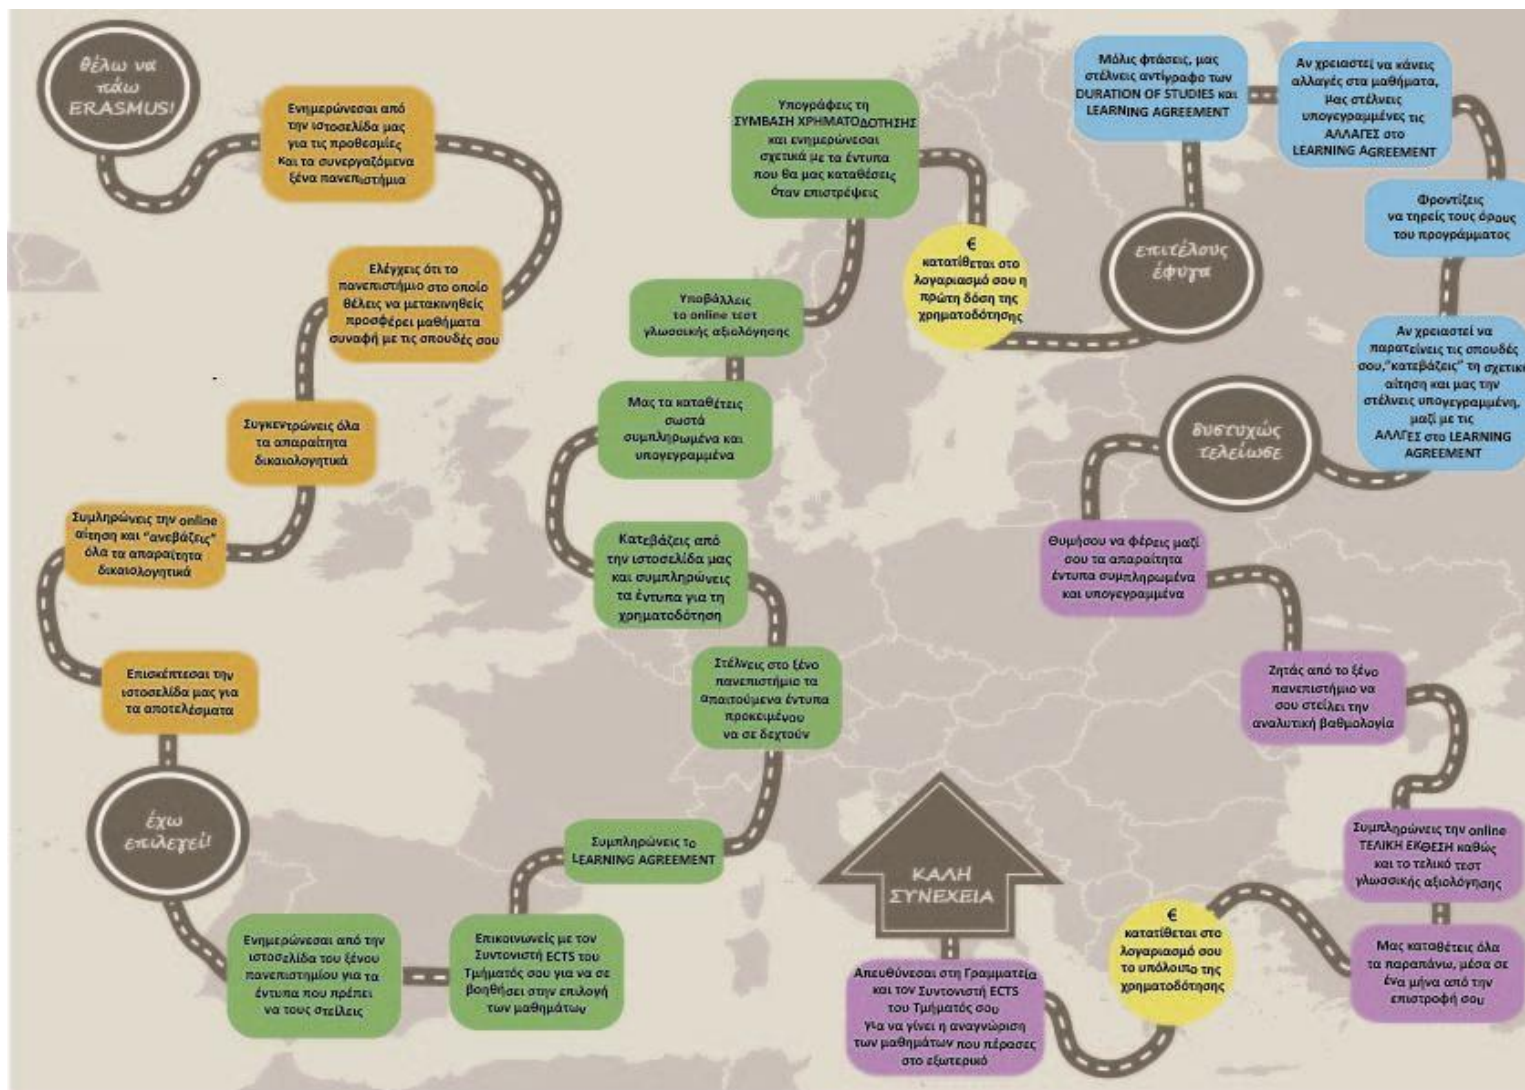 θέλω να
πάω
ERASMUS!
Ενημερώνεσαι από
την ιστοσελίδα μας
για τις προθεσμίες
και τα συνεργαζόμενα
ξένα πανεπιστήμια
Ελέγχεις ότι το
πανεπιστήμιο στο οποίο
θέλεις να μετακινηθείς
προσφέρει μαθήματα
συναφή με τις σπουδές σου
Συγκεντρώνεις όλα
τα απαραίτητα
δικαιολογητικά
Συμληρώνεις την online
αίτηση και "ανεβάζεις"
όλα τα απαραίτητα
δικαιολογητικά
Επισκέπτεσαι την
ιστοσελίδα μας για
τα αποτελέσματα
έχω
επιλεγεί!
Ενημερώνεσαι από την
ιστοσελίδα του ξένου
πανεπιστημίου για τα
έντυπα που πρέπει
να τους στείλεις
Επικοινωνείς με τον
Συντονιστή ECTS του
Τμήματός σου για να σε
βοηθήσει στην επιλογή
των μαθημάτων
Συμπληρώνεις το
LEARNING AGREEMENT
Στέλνεις στο ξένο
πανεπιστήμιο τα
απαιτούμενα έντυπα
προκειμένου
να σε δεχτούν
Κατεβάζεις από
την ιστοσελίδα μας
και συμπληρώνεις
τα έντυπα για τη
χρηματοδότηση
Μας τα καταθέτεις
σωστά
συμπληρωμένα και
υπογεγραμμένα
Υποβάλλεις
το online τεστ
γλωσσικής αξιολόγησης
Υπογράφεις τη
ΣΥΜΒΑΣΗ ΧΡΗΜΑΤΟΔΟΤΗΣΗΣ
και ενημερώνεσαι
σχετικά με τα έντυπα
που θα μας καταθέσεις
όταν επιστρέψεις
€
κατατίθεται στο
λογαριασμό σου η
πρώτη δόση της
χρηματοδότησης
επιτέλους
έφυγα
Μόλις φτάσεις, μας
στέλνεις αντίγραφο των
DURATION OF STUDIES και
LEARNING AGREEMENT
Αν χρειαστεί να κάνεις
αλλαγές στα μαθήματα,
μας στέλνεις
υπογεγραμμένες τις
ΑΛΛΑΓΕΣ στο
LEARNING AGREEMENT
Φροντίζεις
να τηρείς τους όρους
του προγράμματος
Αν χρειαστεί να
παρατείνεις τις σπουδές
σου,"κατεβάζεις" τη σχετική
αίτηση και μας την
στέλνεις υπογεγραμμένη,
μαζί με τις
ΑΛΛΓΕΣ στο LEARNING
AGREEMENT
δυστυχώς
τελείωσε
Θυμήσου να φέρεις μαζί
σου τα απαραίτητα
έντυπα συμπληρωμένα
και υπογεγραμμένα
Ζητάς από το ξένο
πανεπιστήμιο να
σου στείλει την
αναλυτική βαθμολογία
Συμπληρώνεις την online
ΤΕΛΙΚΗ ΕΚΘΕΣΗ καθώς
και το τελικό τεστ
γλωσσικής αξιολόγησης
Μας καταθέτεις όλα
τα παραπάνω, μέσα σε
ένα μήνα από την
επιστροφή σου
€
κατατίθεται στο
λογαριασμό σου
το υπόλοιπο της
χρηματοδότησης
Απευθύνεσαι στη Γραμματεία
και τον Συντονιστή ECTS
του Τμήματός σου
για να γίνει η αναγνώριση
των μαθημάτων που πέρασες
στο εξωτερικό
ΚΑΛΗ
ΣΥΝΕΧΕΙΑ